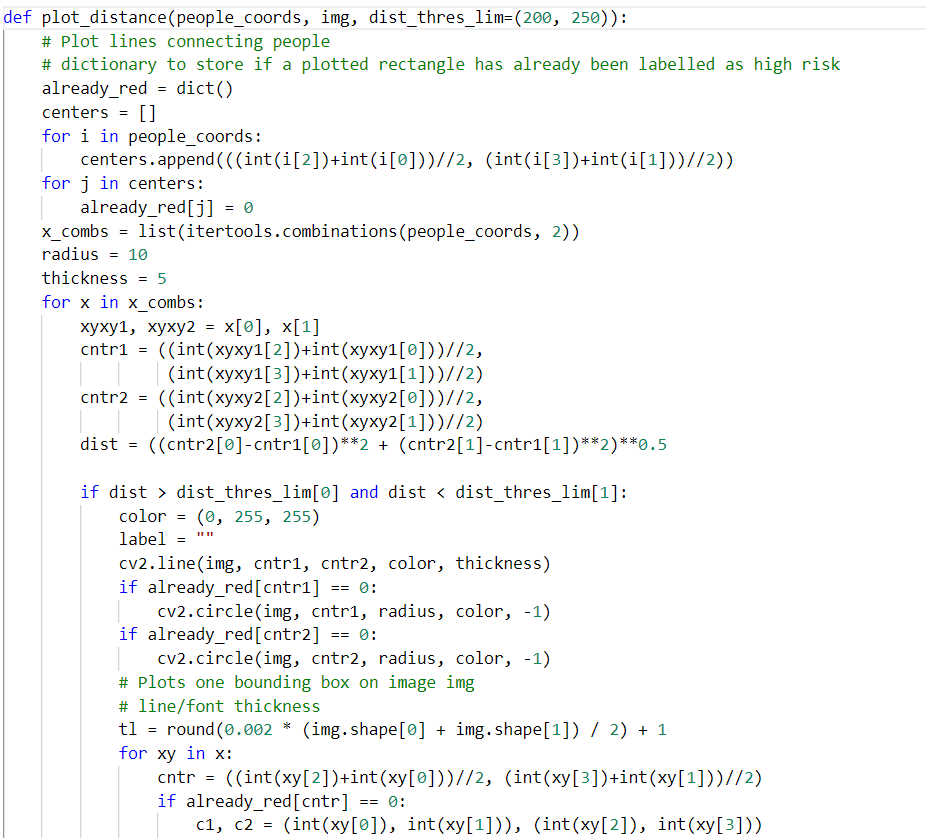 def plot_distance(people_coords, img, dist_thres_lim=(200, 250)):
    # Plot lines connecting people
    # dictionary to store if a plotted rectangle has already been labelled as high risk
    already_red = dict()
    centers = []
    for i in people_coords:
        centers.append(((int(i[2])+int(i[0]))//2, (int(i[3])+int(i[1]))//2))
    for j in centers:
        already_red[j] = 0
    x_combs = list(itertools.combinations(people_coords, 2))
    radius = 10
    thickness = 5
    for x in x_combs:
        xyxy1, xyxy2 = x[0], x[1]
        cntr1 = ((int(xyxy1[2])+int(xyxy1[0]))//2,
                 (int(xyxy1[3])+int(xyxy1[1]))//2)
        cntr2 = ((int(xyxy2[2])+int(xyxy2[0]))//2,
                 (int(xyxy2[3])+int(xyxy2[1]))//2)
        dist = ((cntr2[0]-cntr1[0])**2 + (cntr2[1]-cntr1[1])**2)**0.5

        if dist > dist_thres_lim[0] and dist < dist_thres_lim[1]:
            color = (0, 255, 255)
            label = ""
            cv2.line(img, cntr1, cntr2, color, thickness)
            if already_red[cntr1] == 0:
                cv2.circle(img, cntr1, radius, color, -1)
            if already_red[cntr2] == 0:
                cv2.circle(img, cntr2, radius, color, -1)
            # Plots one bounding box on image img
            # line/font thickness
            tl = round(0.002 * (img.shape[0] + img.shape[1]) / 2) + 1
            for xy in x:
                cntr = ((int(xy[2])+int(xy[0]))//2, (int(xy[3])+int(xy[1]))//2)
                if already_red[cntr] == 0:
                    c1, c2 = (int(xy[0]), int(xy[1])), (int(xy[2]), int(xy[3]))